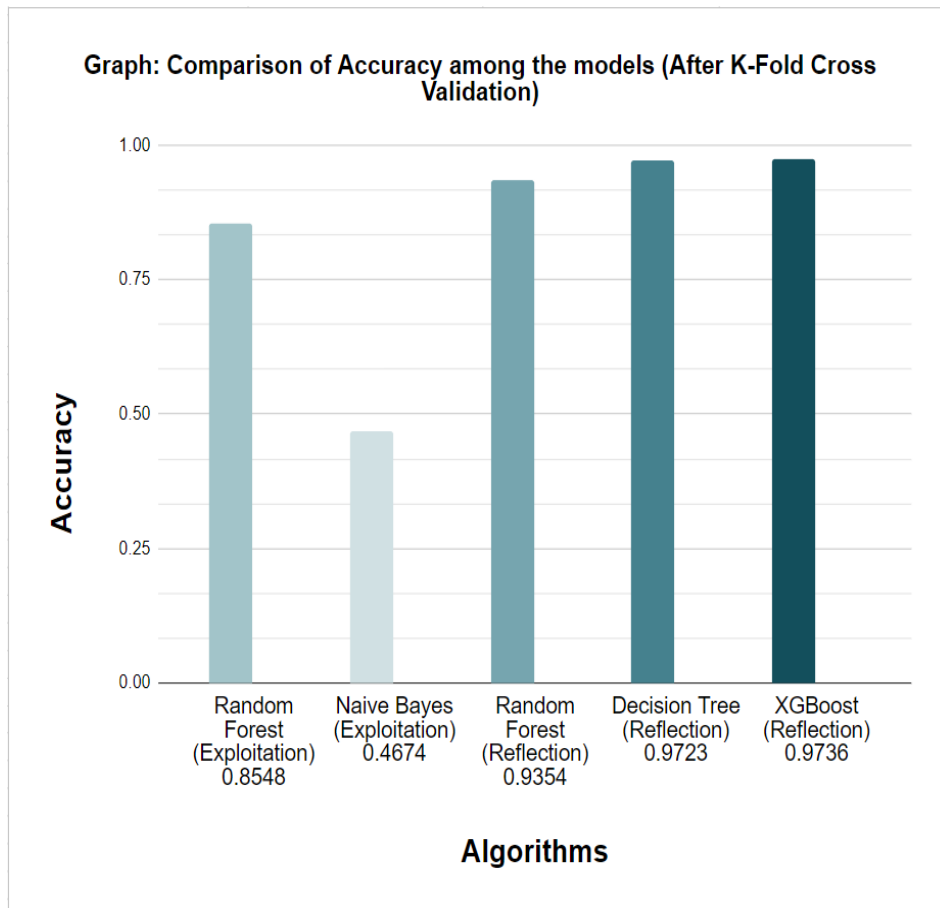 Graph: Comparison of Accuracy among the models (After K-Fold Cross
Validation)
1.00
0.75
0.50
0.25
0.00
Accuracy
Random
Forest
(Exploitation)
0.8548
Naive Bayes
(Exploitation)
0.4674
Random
Forest
(Reflection)
0.9354
Decision Tree
(Reflection)
0.9723
XGBoost
(Reflection)
0.9736
Algorithms